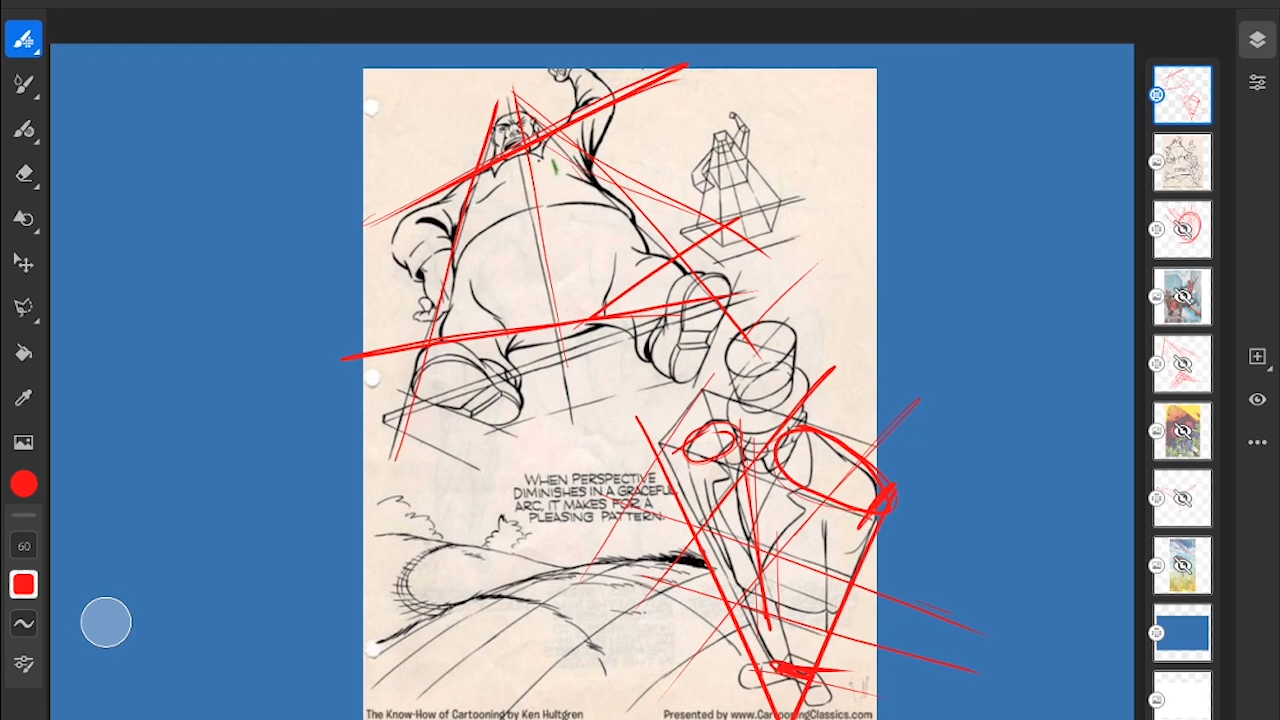 WHEN PERSPECTIVE
DIMINISHES IN A GRACEFUL
ARC, IT MAKES FOR A
PLEASING PATTERN.
60
The Know-How of Cartooning by Ken Hultgren
Presented by www.CartooningClassics.com